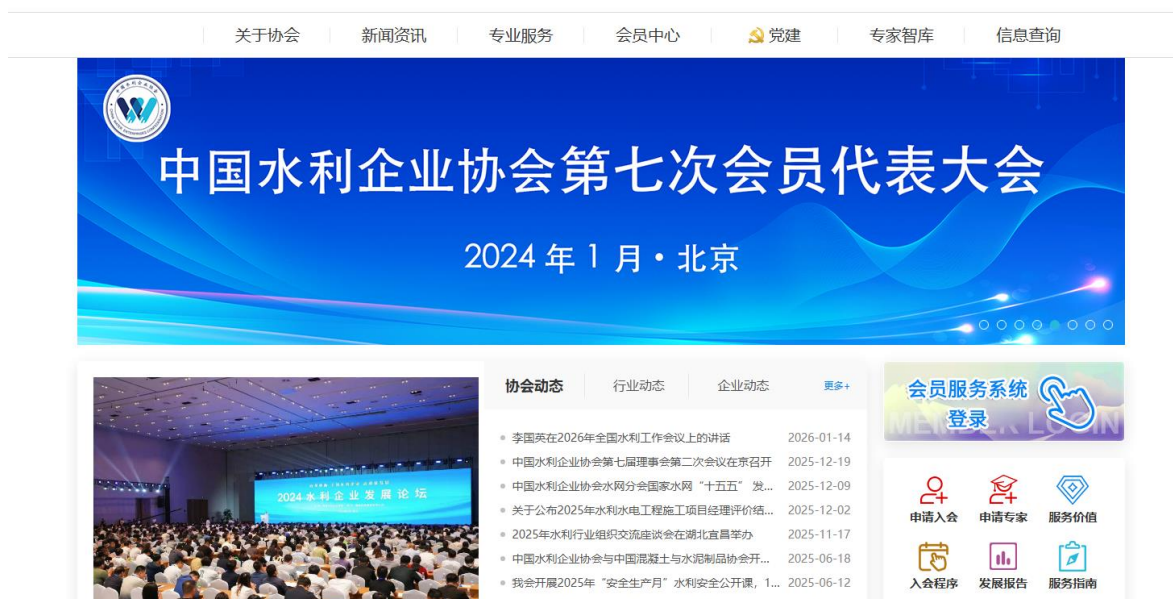 关于协会
新闻资讯
专业服务
会员中心
党建
专家智库
信息查询
中国水利企业协会第七次会员代表大会
2024 年 1 月·北京
2024 水利企业发展论坛
协会动态
行业动态
企业动态
更多+
李国英在2026年全国水利工作会议上的讲话 2026-01-14
中国水利企业协会第七届理事会第二次会议在京召开 2025-12-19
中国水利企业协会水网分会国家水网“十五五” 发... 2025-12-09
关于公布2025年水利水电工程施工项目经理评价结... 2025-12-02
2025年水利行业组织交流座谈会在湖北宜昌举办 2025-11-17
中国水利企业协会与中国混凝土与水泥制品协会开... 2025-06-18
我会开展2025年“安全生产月”水利安全公开课，1... 2025-06-12
会员服务系统
登录
MEMBER LOGIN
申请入会
申请专家
服务价值
入会程序
发展报告
服务指南